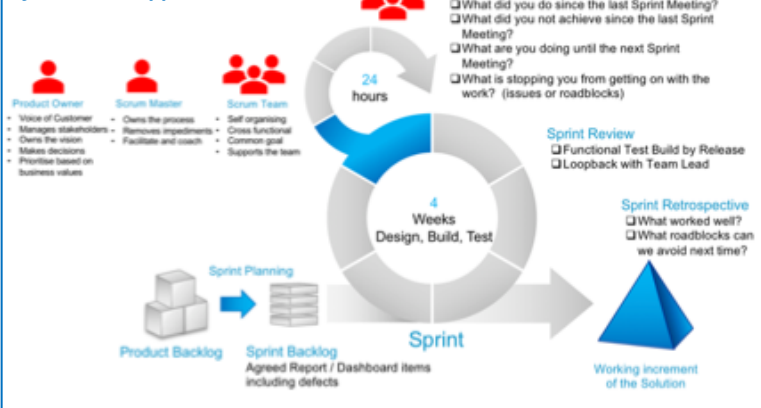 ❑What did you do since the last Sprint Meeting?
❑What did you not achieve since the last Sprint
Meeting?
❑What are you doing until the next Sprint
Meeting?
❑What is stopping you from getting on with the
work? (issues or roadblocks)
24
hours
Product Owner
• Voice of Customer
• Manages stakeholders
• Owns the vision
• Makes decisions
• Prioritise based on
business values
Scrum Master
• Owns the process
• Removes impediments
• Facilitate and coach
Scrum Team
• Self organising
• Cross functional
• Common goal
• Supports the team
Sprint Review
❑Functional Test Build by Release
❑Loopback with Team Lead
4
Weeks
Design, Build, Test
Sprint Retrospective
❑What worked well?
❑What roadblocks can
we avoid next time?
Sprint Planning
Product Backlog
Sprint Backlog
Agreed Report / Dashboard items
including defects
Sprint
Working increment
of the Solution